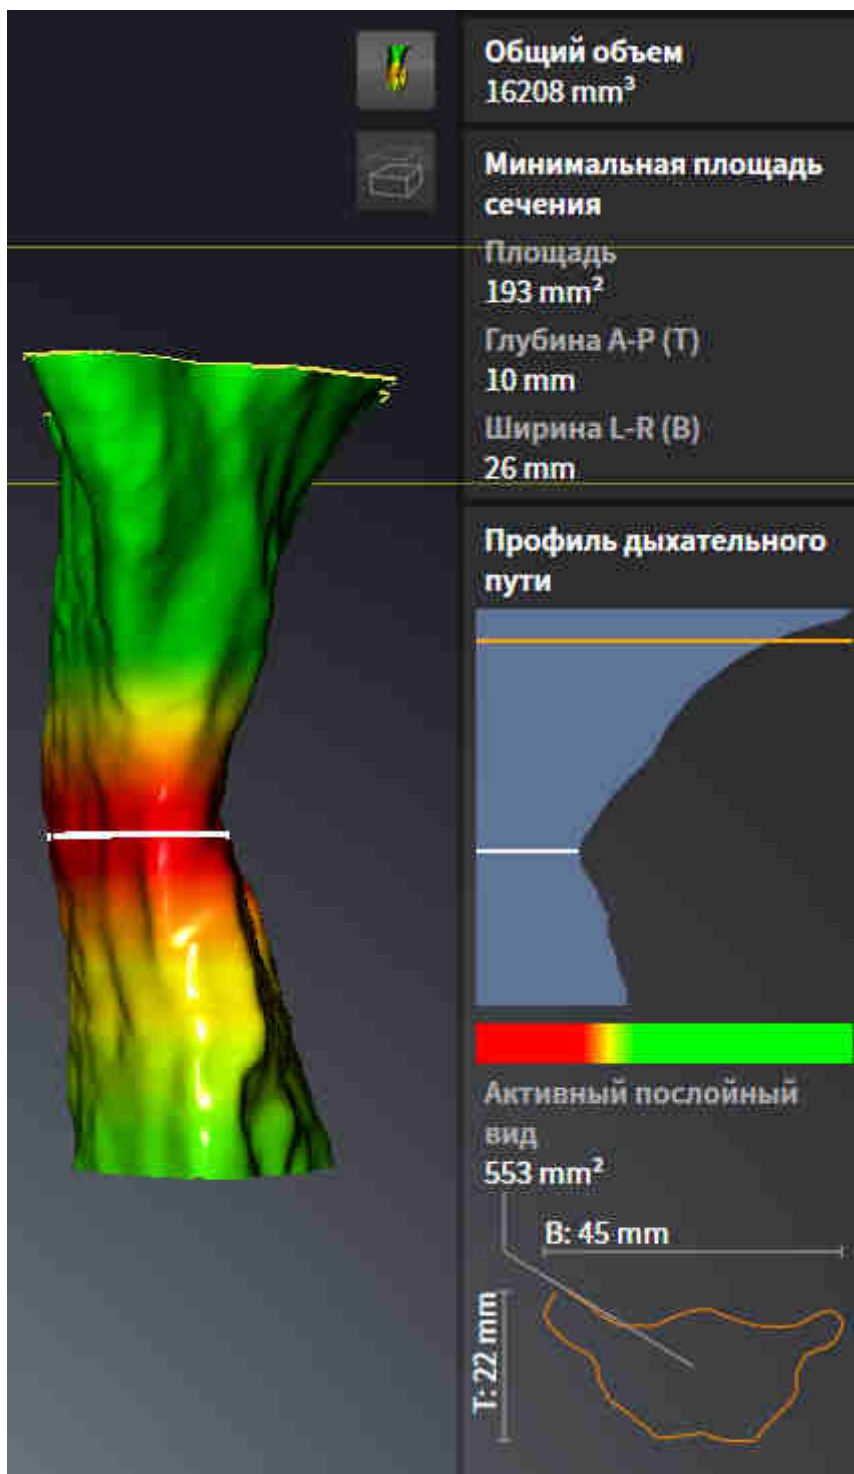 Общий объем
16208 mm³
Минимальная площадь
сечения
Площадь
193 mm²
Глубина A-P (T)
10 mm
Ширина L-R (B)
26 mm
Профиль дыхательного
пути
Активный послойный
вид
553 mm²
B: 45 mm
T: 22 mm